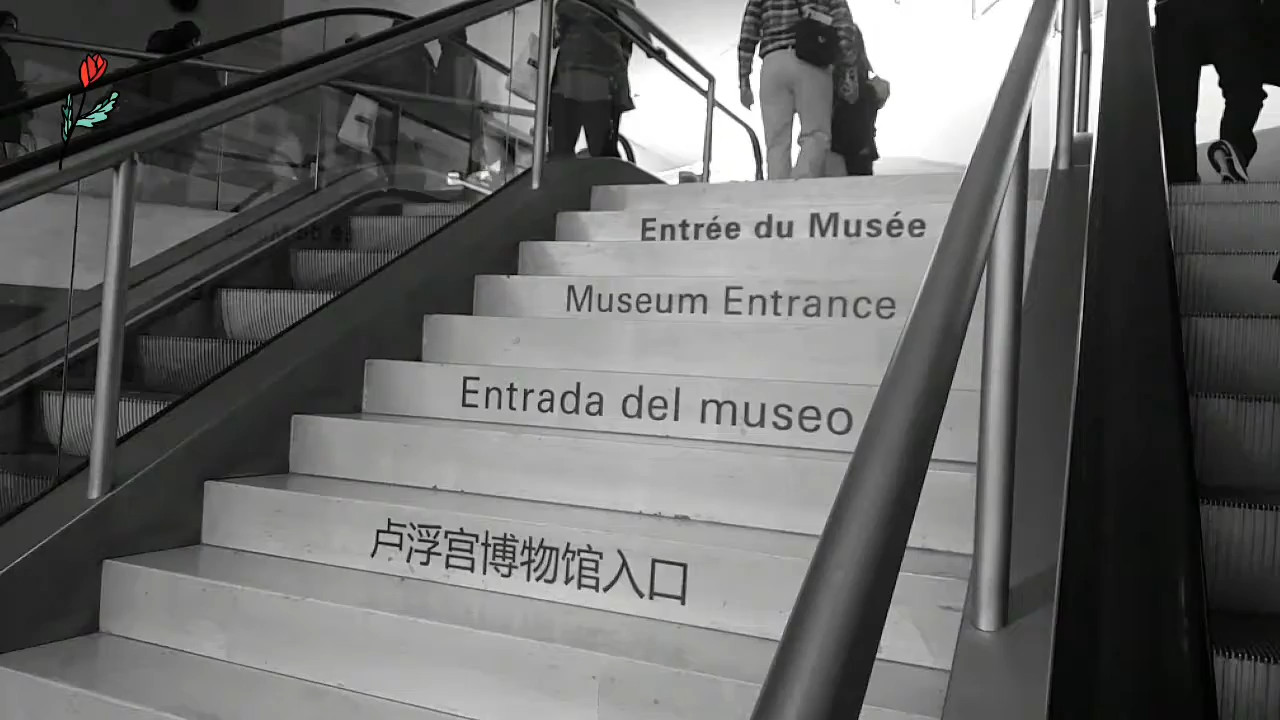 Entrée du Musée
Museum Entrance
Entrada del museo
卢浮宫博物馆入口